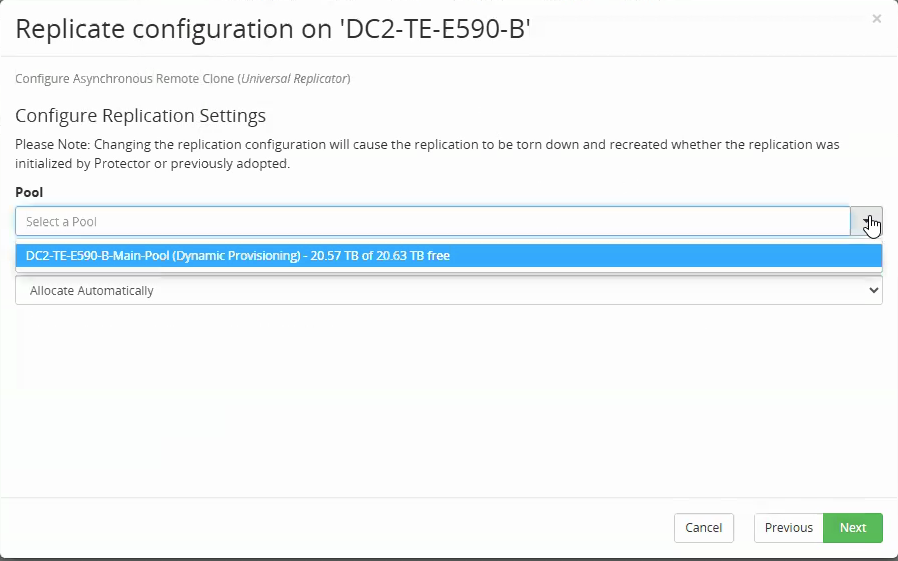 Replicate configuration on 'DC2-TE-E590-B'
×
Configure Asynchronous Remote Clone (Universal Replicator)
Configure Replication Settings
Please Note: Changing the replication configuration will cause the replication to be torn down and recreated whether the replication was
initialized by Protector or previously adopted.
Pool
Select a Pool
DC2-TE-E590-B-Main-Pool (Dynamic Provisioning) - 20.57 TB of 20.63 TB free
Allocate Automatically
Cancel
Previous
Next